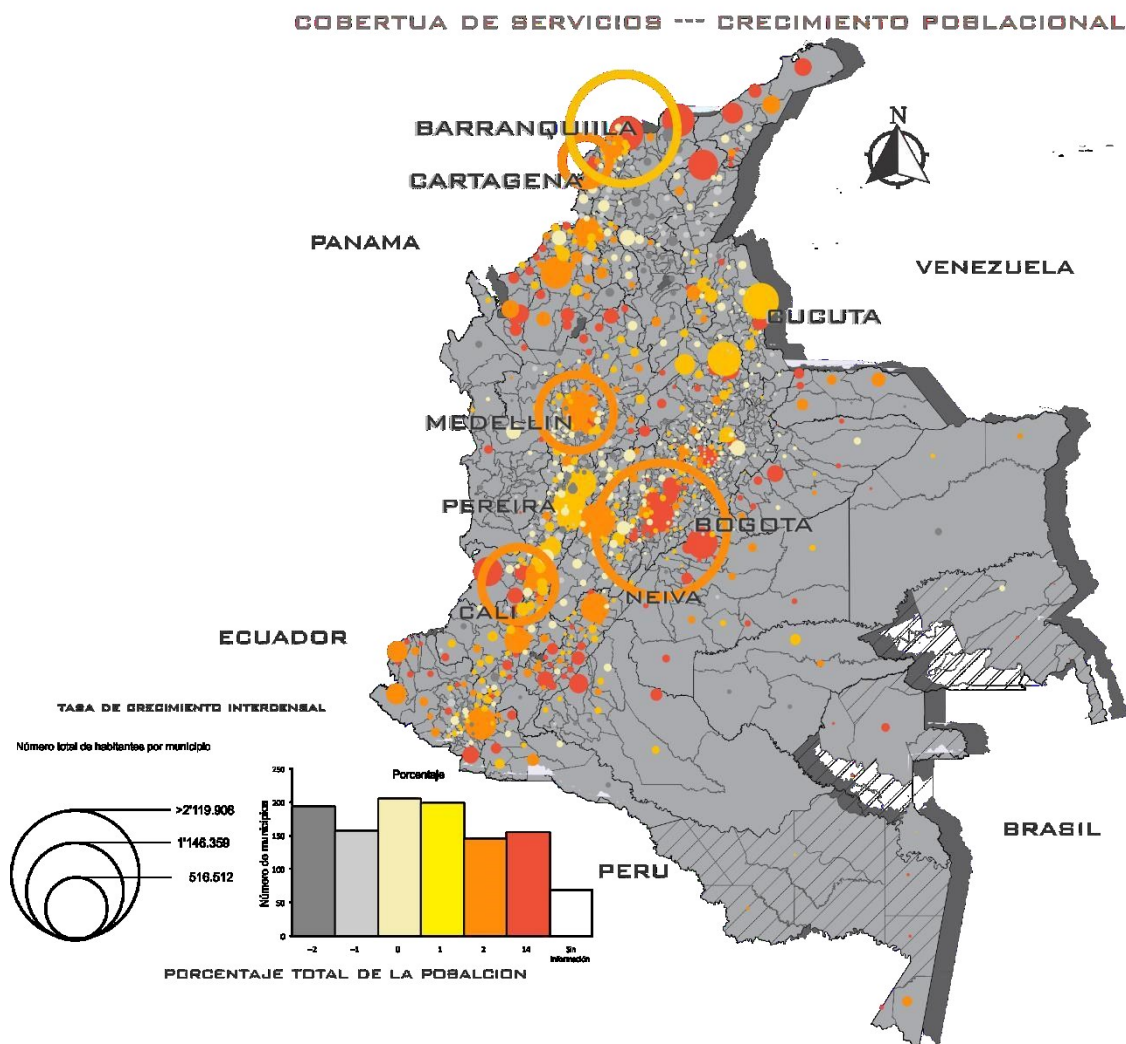 COBERTUA DE SERVICIOS --- CRECIMIENTO POBLACIONAL
N
BARRANQUIILA
CARTAGENA
PANAMA
VENEZUELA
CUCUTA
MEDELLIN
PEREIRA
BOGOTA
NEIVA
CALI
ECUADOR
TASA DE CRECIMIENTO INTERCENSAL
Número total de habitantes por municipio
>2'119.908
1'146.359
516.512
Porcentaje
Número de municipios
250
200
150
100
50
0
-2 -1 0 1 2 14 Sin
información
PORCENTAJE TOTAL DE LA POBALCION
PERU
BRASIL